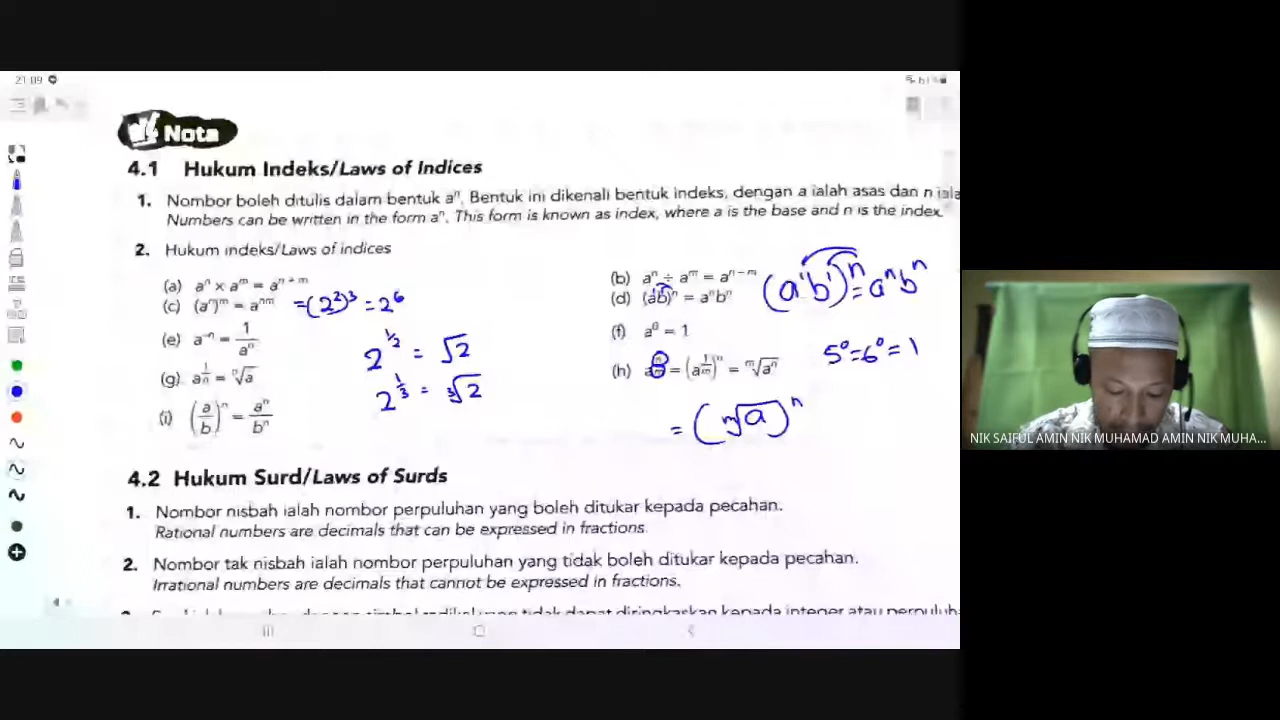 21:09
Nota
4.1 Hukum Indeks/Laws of Indices
1. Nombor boleh ditulis dalam bentuk aⁿ. Bentuk ini dikenali bentuk indeks, dengan a ialah asas dan n iala
Numbers can be written in the form aⁿ. This form is known as index, where a is the base and n is the index.
2. Hukum indeks/Laws of indices
(a) aⁿ × aᵐ = aⁿ⁺ᵐ
(b) aⁿ ÷ aᵐ = aⁿ⁻ᵐ
(c) (aⁿ)ᵐ = aⁿᵐ = (2²)³ = 2⁶
(d) (ab)ⁿ = aⁿbⁿ (a¹b¹)ⁿ = aⁿbⁿ
(e) a⁻ⁿ = 1/aⁿ 2^(1/2) = √2
(f) a⁰ = 1 5⁰ = 6⁰ = 1
(g) a^(1/n) = ⁿ√a 2^(1/3) = ³√2
(h) a^(n/m) = (a^(1/m))ⁿ = ᵐ√aⁿ
= (ᵐ√a)ⁿ
(i) (a/b)ⁿ = aⁿ/bⁿ
4.2 Hukum Surd/Laws of Surds
1. Nombor nisbah ialah nombor perpuluhan yang boleh ditukar kepada pecahan.
Rational numbers are decimals that can be expressed in fractions.
2. Nombor tak nisbah ialah nombor perpuluhan yang tidak boleh ditukar kepada pecahan.
Irrational numbers are decimals that cannot be expressed in fractions.
NIK SAIFUL AMIN NIK MUHAMAD AMIN NIK MUHA...